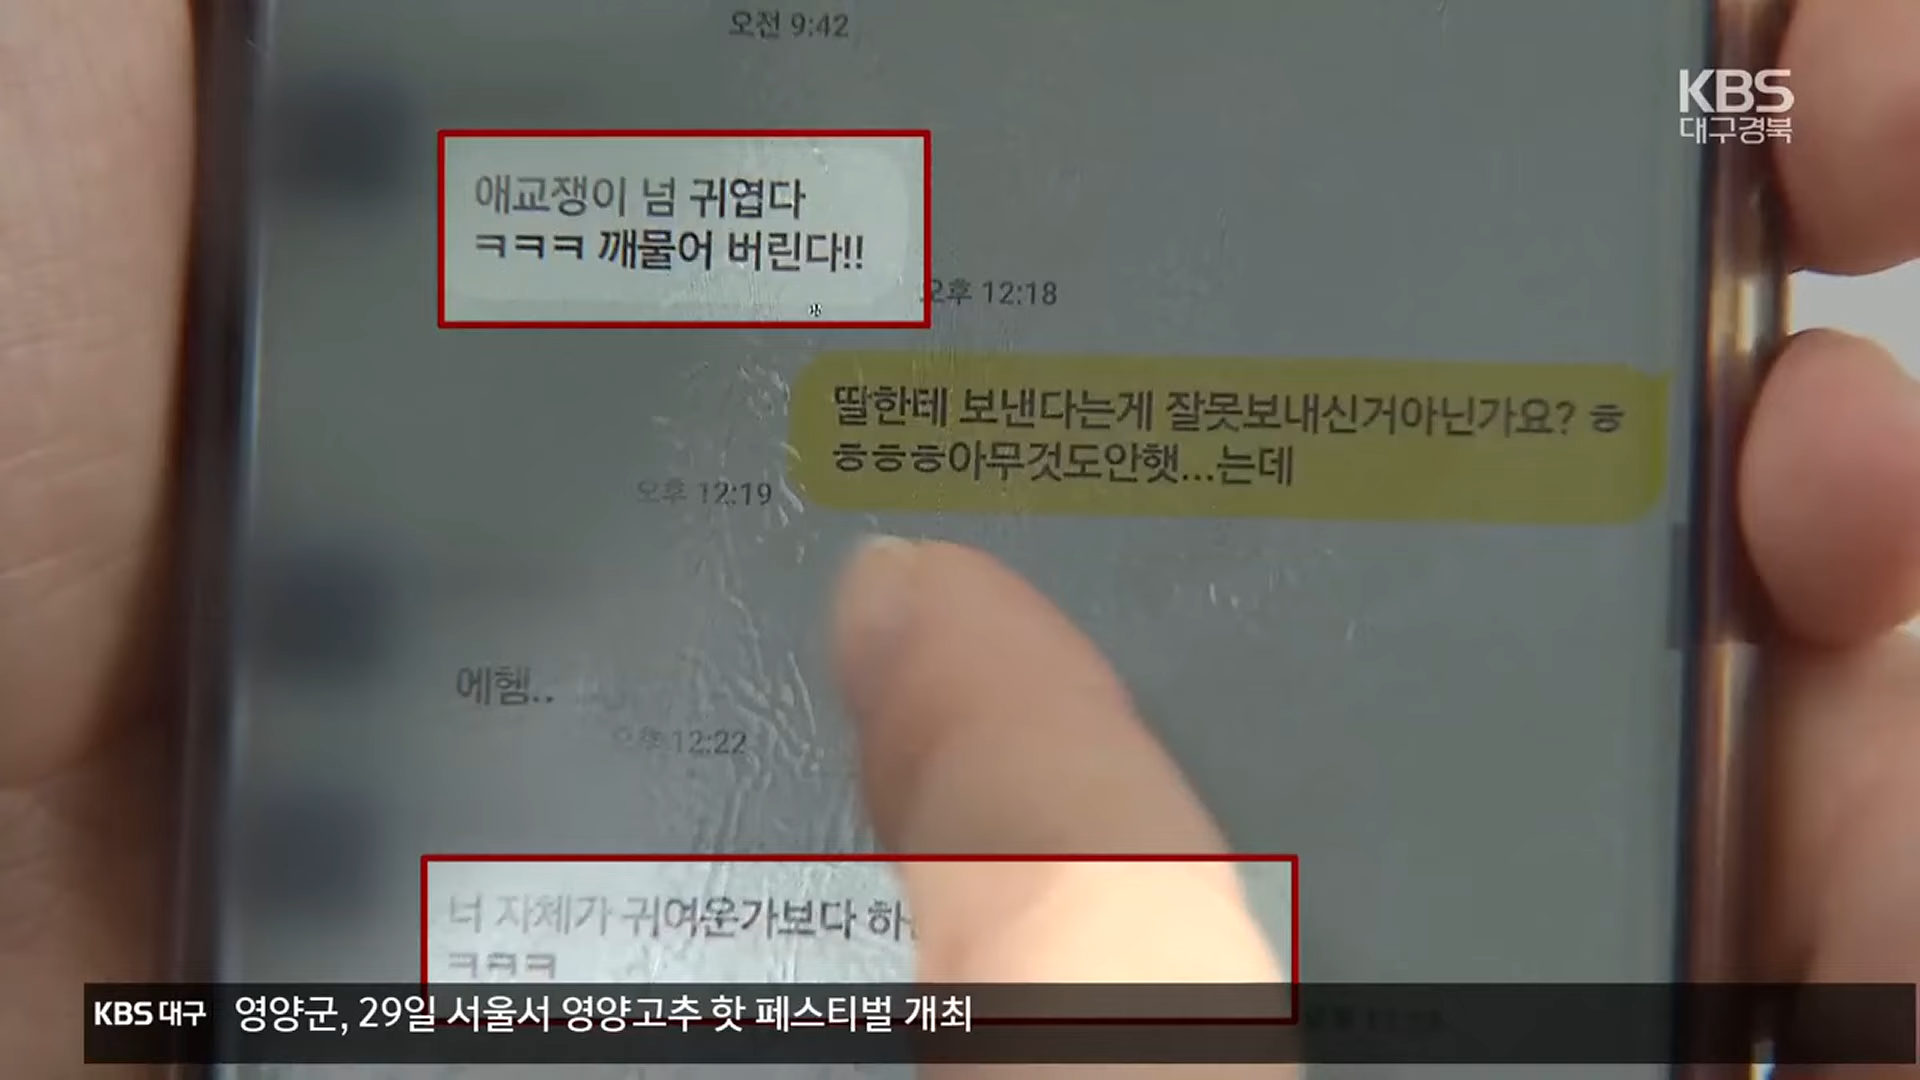 오전 9:42
KBS
대구경북
애교쟁이 넘 귀엽다
ㅋㅋㅋ 깨물어 버린다!!
오후 12:18
딸한테 보낸다는게 잘못보내신거아닌가요? ㅎ
ㅎㅎㅎ아무것도안햇...는데
오후 12:19
에헴..
오후 12:22
너 자체가 귀여운가보다 하
ㅋㅋㅋ
KBS 대구 영양군, 29일 서울서 영양고추 핫 페스티벌 개최